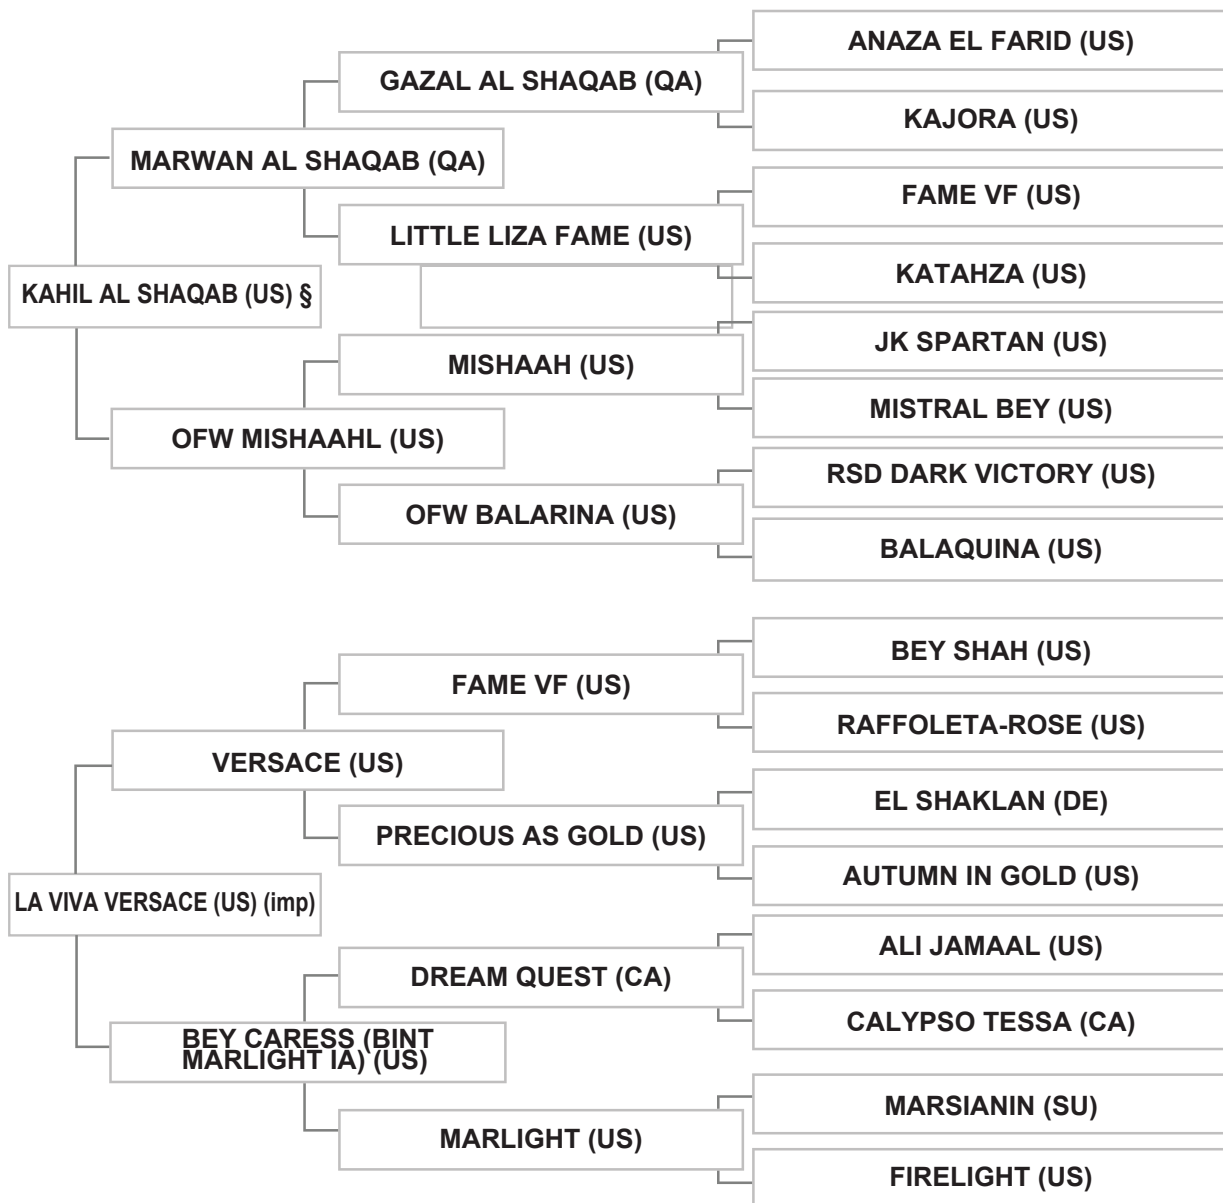 ANAZA EL FARID (US)
GAZAL AL SHAQAB (QA)
KAJORA (US)
MARWAN AL SHAQAB (QA)
FAME VF (US)
LITTLE LIZA FAME (US)
KATAHZA (US)
KAHIL AL SHAQAB (US) §
JK SPARTAN (US)
MISHAAH (US)
MISTRAL BEY (US)
OFW MISHAAHL (US)
RSD DARK VICTORY (US)
OFW BALARINA (US)
BALAQUINA (US)
BEY SHAH (US)
FAME VF (US)
RAFFOLETA-ROSE (US)
VERSACE (US)
EL SHAKLAN (DE)
PRECIOUS AS GOLD (US)
AUTUMN IN GOLD (US)
LA VIVA VERSACE (US) (imp)
ALI JAMAAL (US)
DREAM QUEST (CA)
CALYPSO TESSA (CA)
BEY CARESS (BINT
MARLIGHT IA) (US)
MARSIANIN (SU)
MARLIGHT (US)
FIRELIGHT (US)